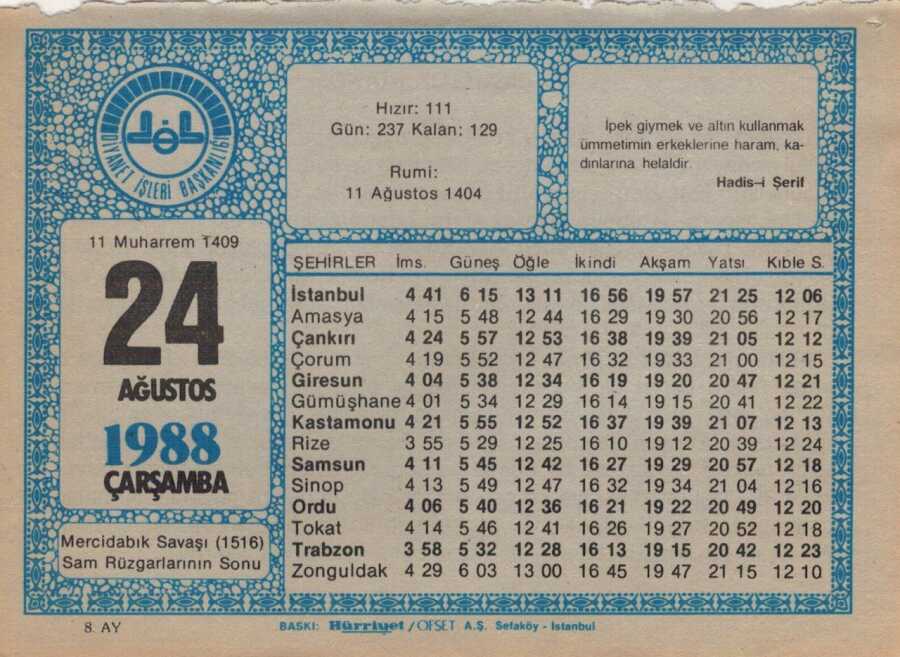 DİYANET İŞLERİ BAŞKANLIĞI
Hızır: 111
Gün: 237 Kalan: 129
Rumi:
11 Ağustos 1404
İpek giymek ve altın kullanmak
ümmetimin erkeklerine haram, ka-
dınlarına helaldir.
Hadis-i Şerif
11 Muharrem 1409
24
AĞUSTOS
1988
ÇARŞAMBA
Mercidabık Savaşı (1516)
Sam Rüzgarlarının Sonu
ŞEHİRLER İms. Güneş Öğle İkindi Akşam Yatsı Kıble S.
İstanbul 4 41 6 15 13 11 16 56 19 57 21 25 12 06
Amasya 4 15 5 48 12 44 16 29 19 30 20 56 12 17
Çankırı 4 24 5 57 12 53 16 38 19 39 21 05 12 12
Çorum 4 19 5 52 12 47 16 32 19 33 21 00 12 15
Giresun 4 04 5 38 12 34 16 19 19 20 20 47 12 21
Gümüşhane 4 01 5 34 12 29 16 14 19 15 20 41 12 22
Kastamonu 4 21 5 55 12 52 16 37 19 39 21 07 12 13
Rize 3 55 5 29 12 25 16 10 19 12 20 39 12 24
Samsun 4 11 5 45 12 42 16 27 19 29 20 57 12 18
Sinop 4 13 5 49 12 47 16 32 19 34 21 04 12 16
Ordu 4 06 5 40 12 36 16 21 19 22 20 49 12 20
Tokat 4 14 5 46 12 41 16 26 19 27 20 52 12 18
Trabzon 3 58 5 32 12 28 16 13 19 15 20 42 12 23
Zonguldak 4 29 6 03 13 00 16 45 19 47 21 15 12 10
8. AY
BASKI: Hürriyet / OFSET A.Ş. Sefaköy - İstanbul